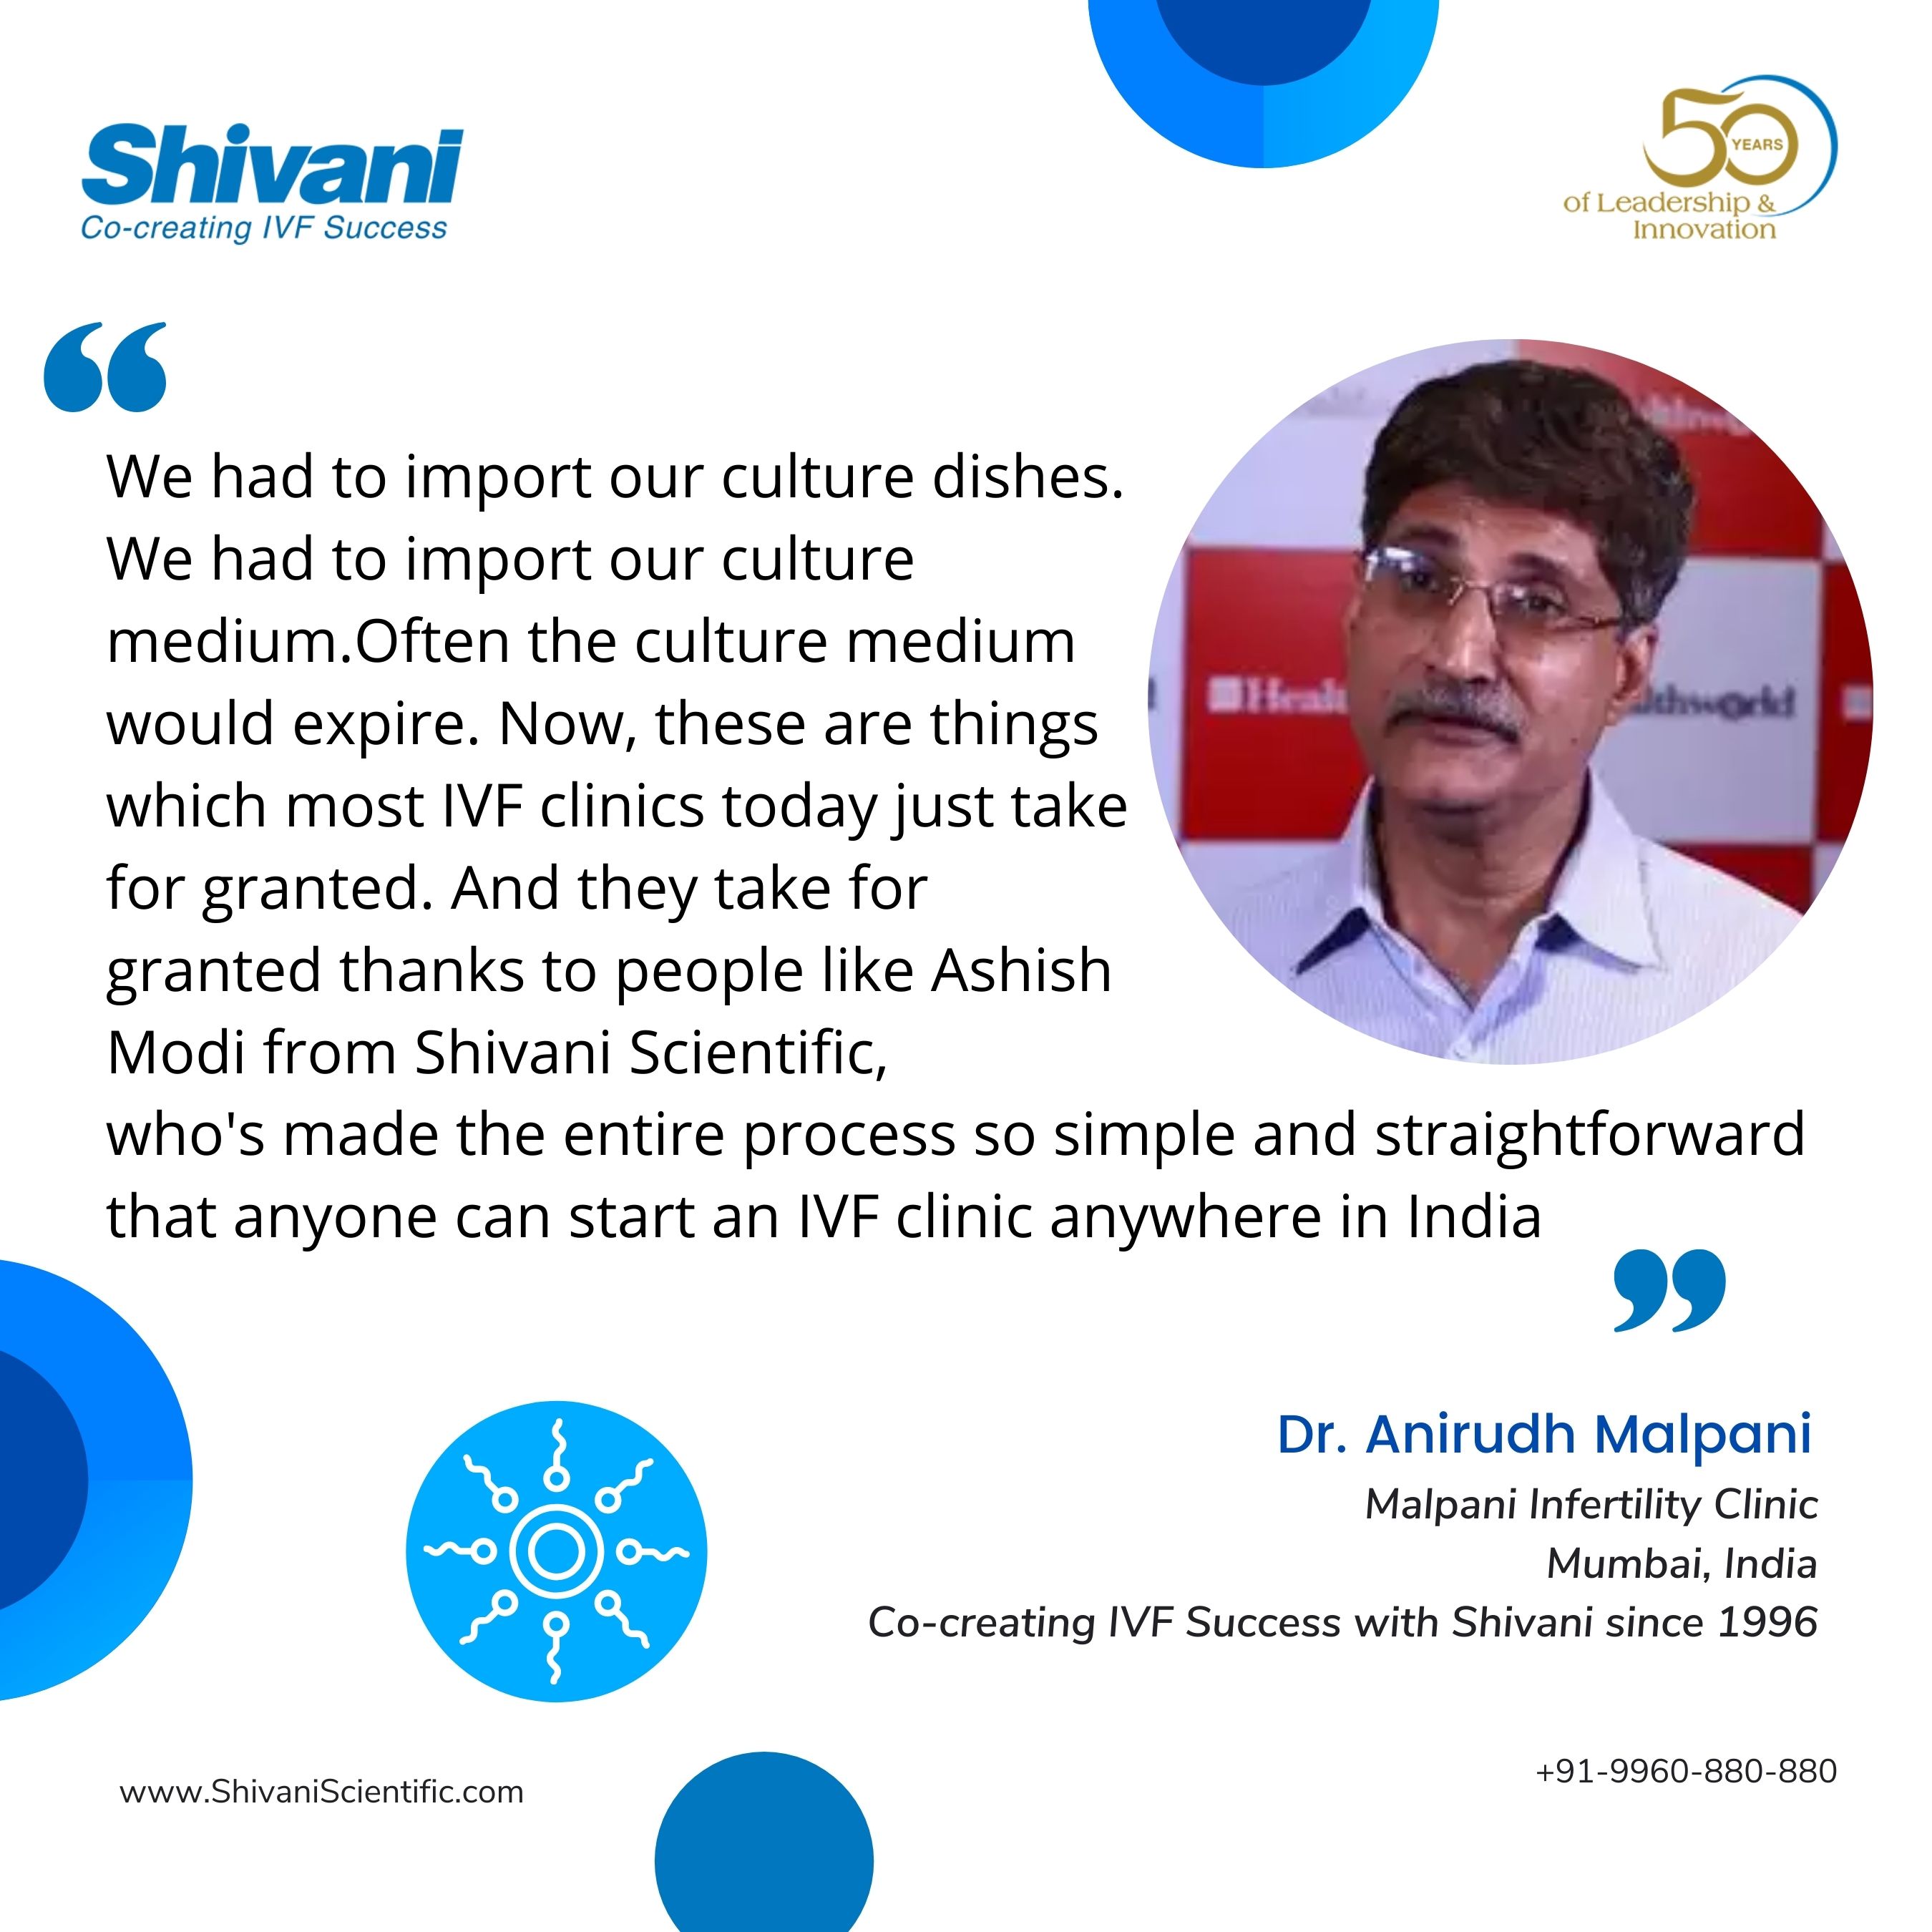 Shivani
Co-creating IVF Success
50
YEARS
of Leadership &
Innovation
“
We had to import our culture dishes.
We had to import our culture
medium.Often the culture medium
would expire. Now, these are things
which most IVF clinics today just take
for granted. And they take for
granted thanks to people like Ashish
Modi from Shivani Scientific,
who's made the entire process so simple and straightforward
that anyone can start an IVF clinic anywhere in India
”
Heal
lthworld
Dr. Anirudh Malpani
Malpani Infertility Clinic
Mumbai, India
Co-creating IVF Success with Shivani since 1996
www.ShivaniScientific.com
+91-9960-880-880